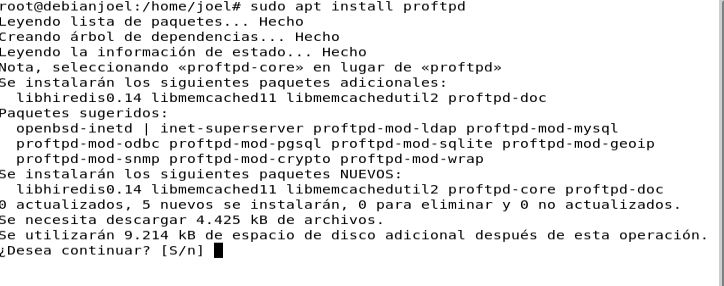 root@debianjoel:/home/joel# sudo apt install proftpd
Leyendo lista de paquetes... Hecho
Creando árbol de dependencias... Hecho
Leyendo la información de estado... Hecho
Nota, seleccionando «proftpd-core» en lugar de «proftpd»
Se instalarán los siguientes paquetes adicionales:
  libhiredis0.14 libmemcached11 libmemcachedutil2 proftpd-doc
Paquetes sugeridos:
  openbsd-inetd | inet-superserver proftpd-mod-ldap proftpd-mod-mysql
  proftpd-mod-odbc proftpd-mod-pgsql proftpd-mod-sqlite proftpd-mod-geoip
  proftpd-mod-snmp proftpd-mod-crypto proftpd-mod-wrap
Se instalarán los siguientes paquetes NUEVOS:
  libhiredis0.14 libmemcached11 libmemcachedutil2 proftpd-core proftpd-doc
0 actualizados, 5 nuevos se instalarán, 0 para eliminar y 0 no actualizados.
Se necesita descargar 4.425 kB de archivos.
Se utilizarán 9.214 kB de espacio de disco adicional después de esta operación.
¿Desea continuar? [S/n]